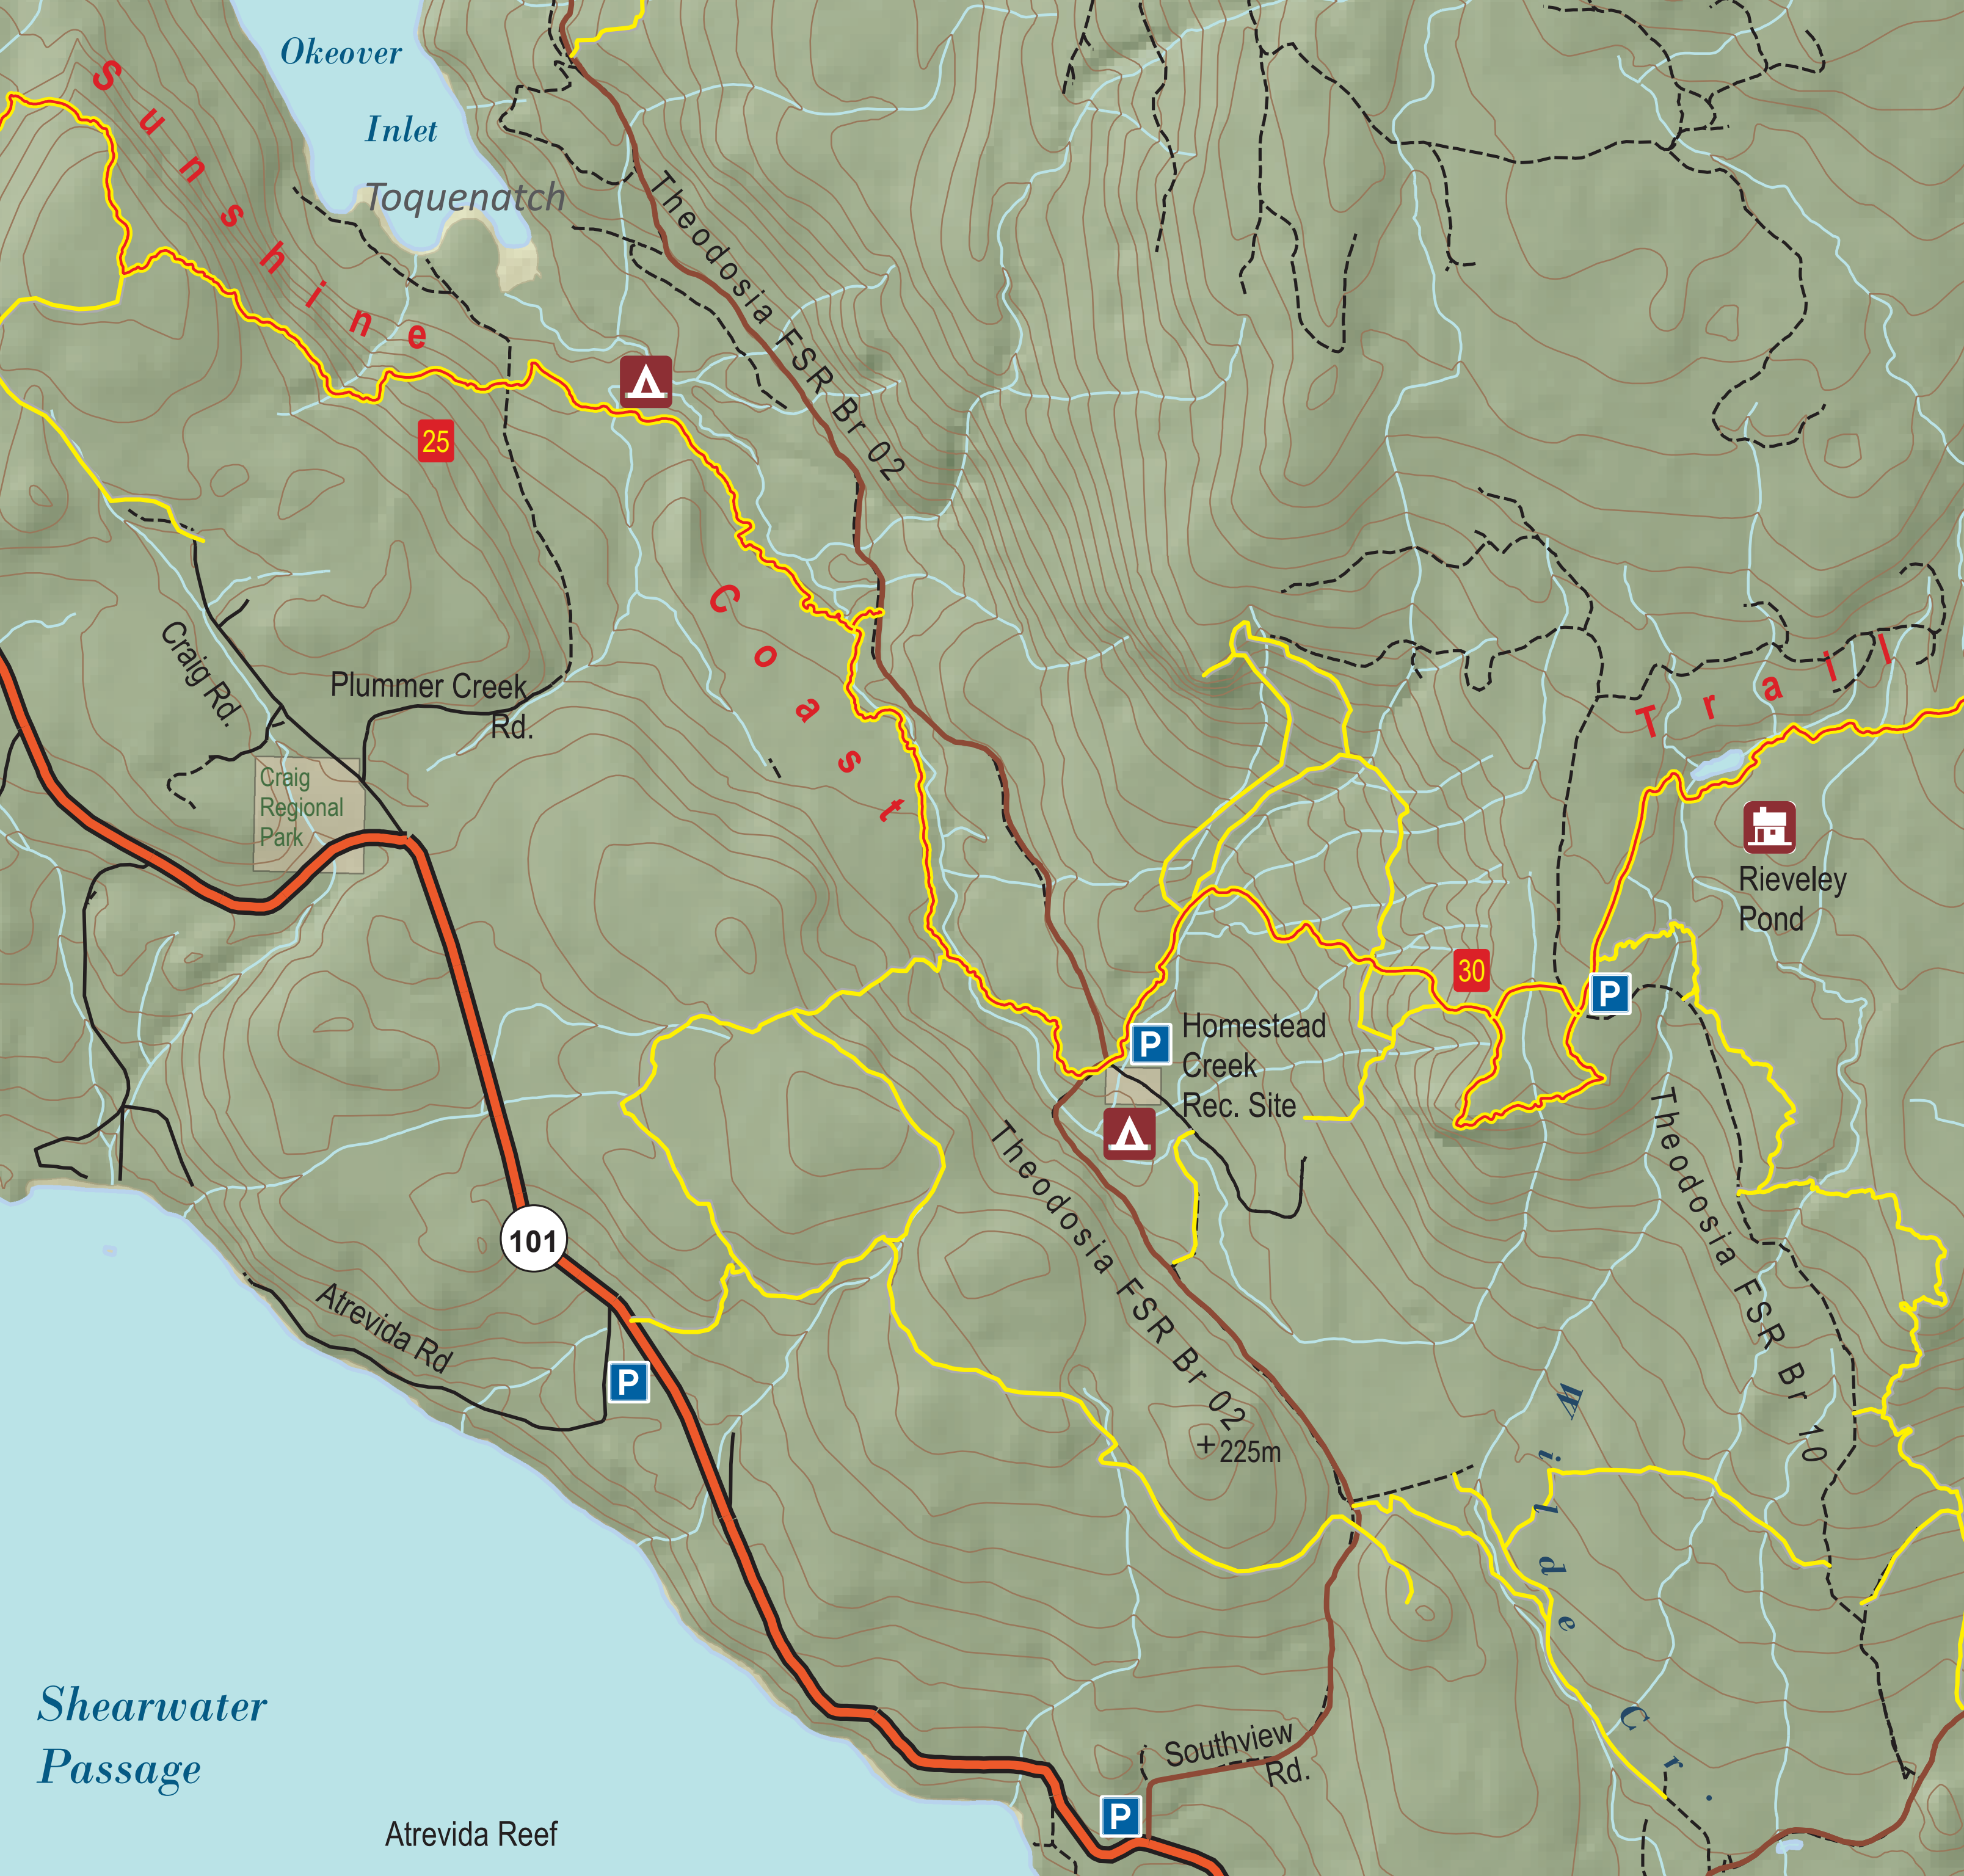 Okeover
Inlet
Toquenatch
Sunshine
Theodosia FSR Br 02
25
Coast
Trail
Craig Rd.
Plummer Creek
Rd.
Craig
Regional
Park
Rieveley
Pond
30
P
P
Homestead
Creek
Rec. Site
Theodosia FSR Br 02
Theodosia FSR Br 10
101
Atrevida Rd
P
+225m
Wilde
Cr.
Shearwater
Passage
Southview
Rd.
P
Atrevida Reef